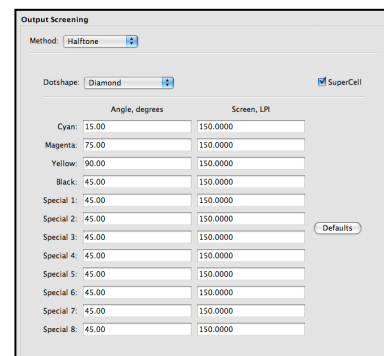 Output Screening
Method: Halftone
Dotshape: Diamond SuperCell
Angle, degrees Screen, LPI
Cyan: 15.00 150.0000
Magenta: 75.00 150.0000
Yellow: 90.00 150.0000
Black: 45.00 150.0000
Special 1: 45.00 150.0000
Special 2: 45.00 150.0000
Special 3: 45.00 150.0000
Defaults
Special 4: 45.00 150.0000
Special 5: 45.00 150.0000
Special 6: 45.00 150.0000
Special 7: 45.00 150.0000
Special 8: 45.00 150.0000